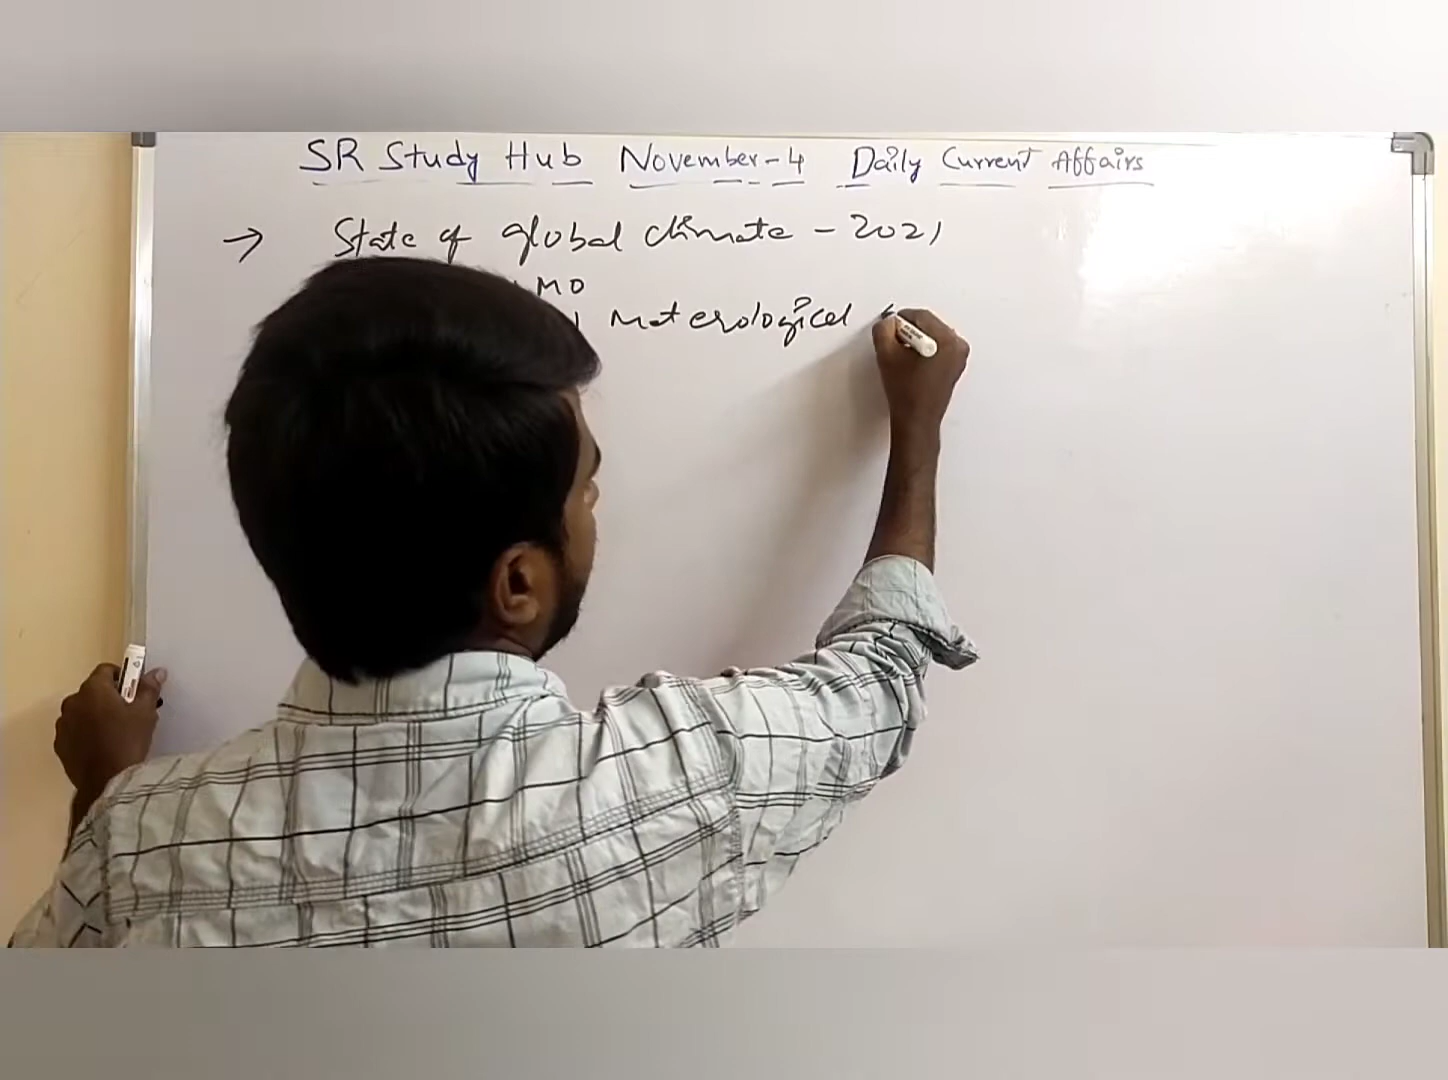 SR Study Hub November-4 Daily Current Affairs
→ State of global climate - 2021
MO
Meterological